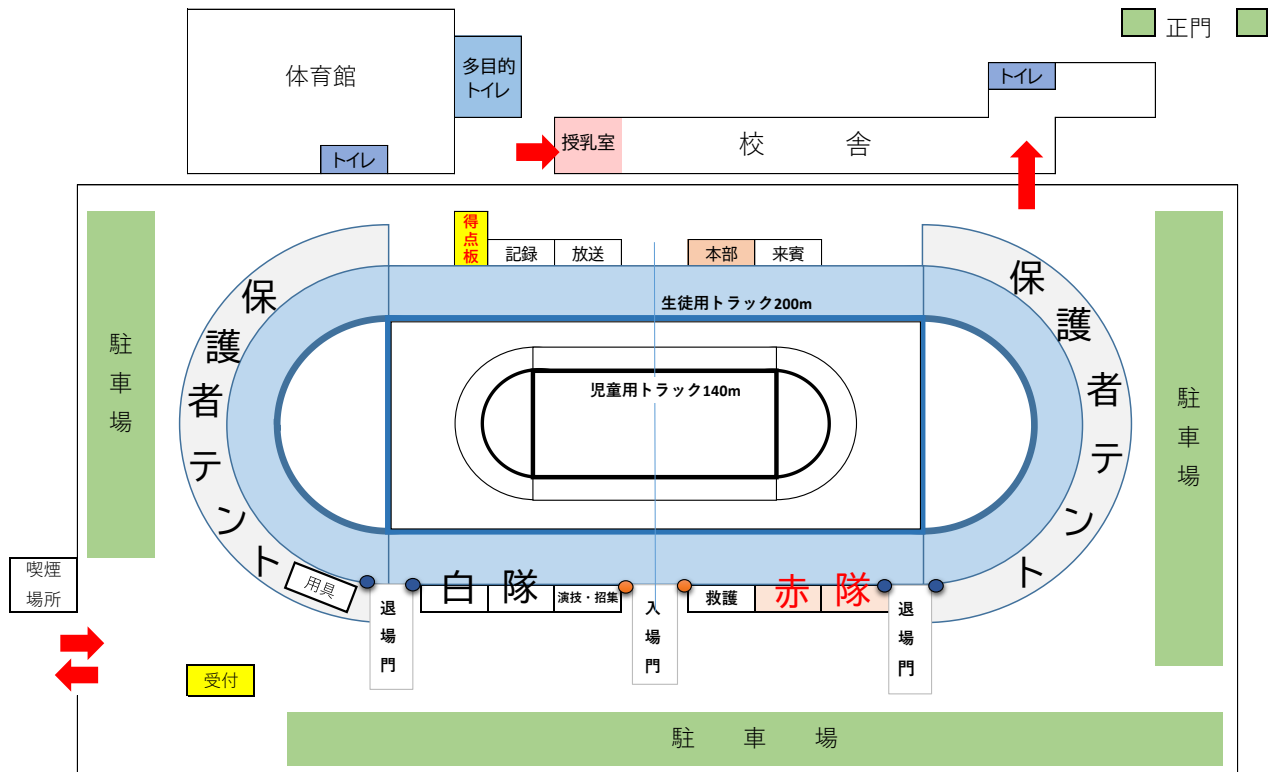 正門
体育館
多目的
トイレ
トイレ
トイレ
授乳室
校舎
得点板
記録
放送
本部
来賓
生徒用トラック200m
児童用トラック140m
保護者テント
保護者テント
駐車場
駐車場
喫煙
場所
用具
退場門
白隊
演技・招集
入場門
救護
赤隊
退場門
受付
駐車場